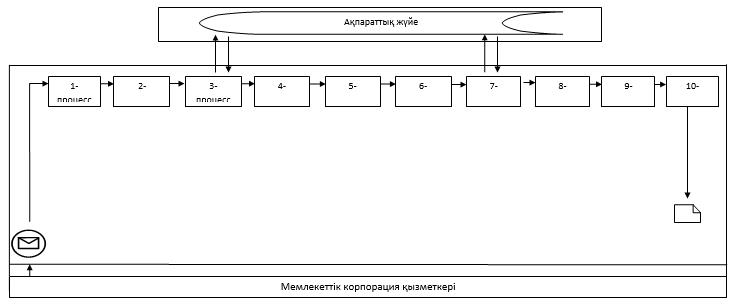 Ақпараттық жүйе
1-
процесс
2-
3-
процесс
4-
5-
6-
7-
8-
9-
10-
Мемлекеттік корпорация қызметкері